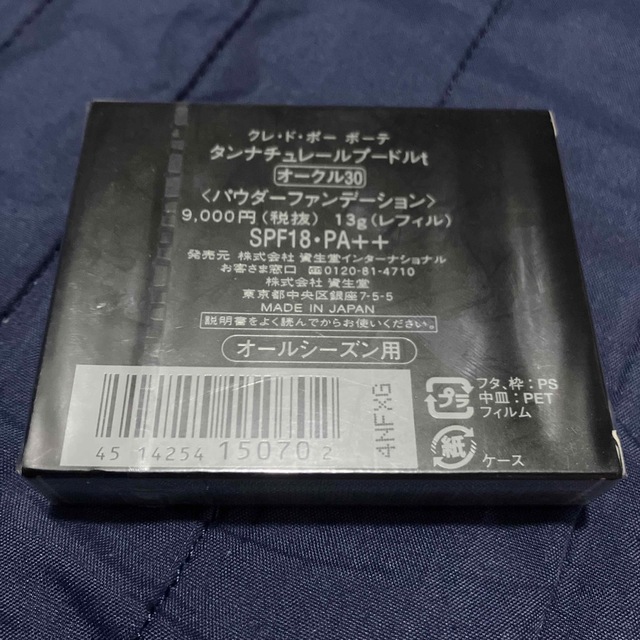 クレ・ド・ポー ボーテ
タンナチュレールプードルt
オークル30
〈パウダーファンデーション〉
9,000円(税抜) 13g(レフィル)
SPF18・PA++
発売元 株式会社 資生堂インターナショナル
お客さま窓口 ☎0120-81-4710
株式会社 資生堂
東京都中央区銀座7-5-5
MADE IN JAPAN
説明書をよく読んでからお使いください。
オールシーズン用
45 14254 15070 2
4NFXG
プラ
フタ、枠:PS
中皿:PET
フィルム
紙
ケース